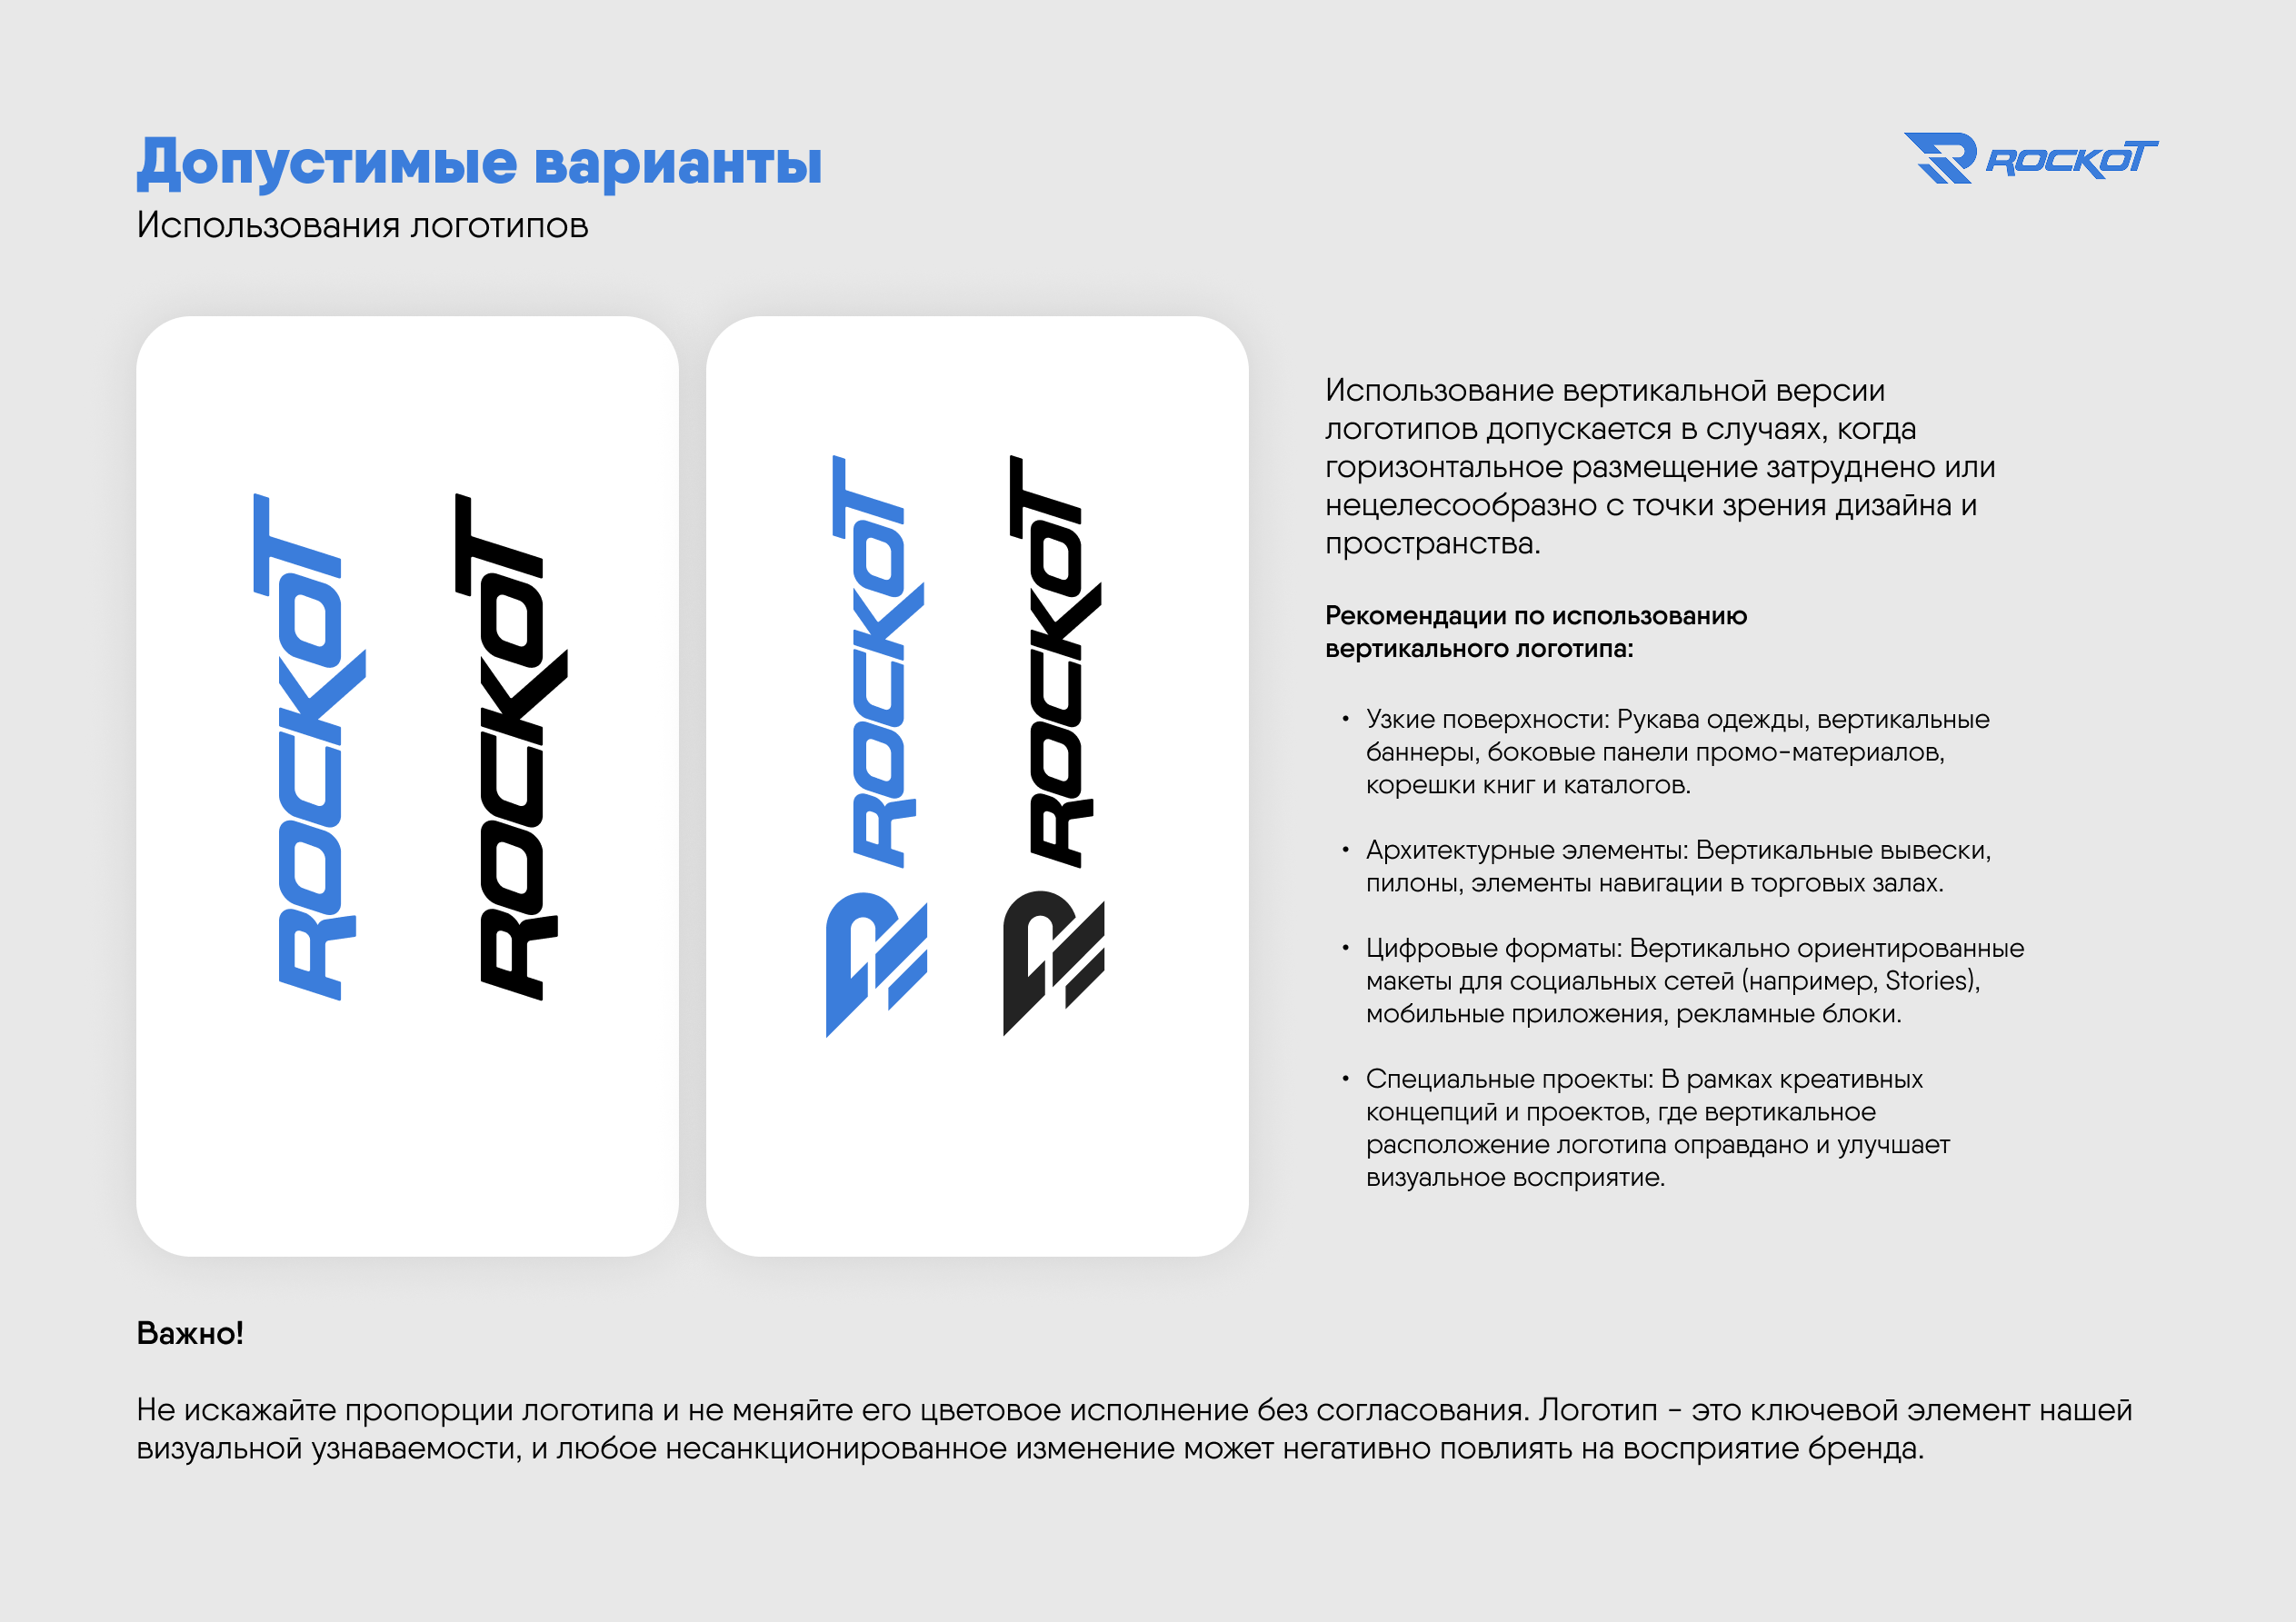 Допустимые варианты
Использования логотипов
ROCKOT
ROCKOT
ROCKOT
ROCKOT
ROCKOT
Использование вертикальной версии
логотипов допускается в случаях, когда
горизонтальное размещение затруднено или
нецелесообразно с точки зрения дизайна и
пространства.
Рекомендации по использованию
вертикального логотипа:
• Узкие поверхности: Рукава одежды, вертикальные
баннеры, боковые панели промо-материалов,
корешки книг и каталогов.
• Архитектурные элементы: Вертикальные вывески,
пилоны, элементы навигации в торговых залах.
• Цифровые форматы: Вертикально ориентированные
макеты для социальных сетей (например, Stories),
мобильные приложения, рекламные блоки.
• Специальные проекты: В рамках креативных
концепций и проектов, где вертикальное
расположение логотипа оправдано и улучшает
визуальное восприятие.
Важно!
Не искажайте пропорции логотипа и не меняйте его цветовое исполнение без согласования. Логотип - это ключевой элемент нашей
визуальной узнаваемости, и любое несанкционированное изменение может негативно повлиять на восприятие бренда.